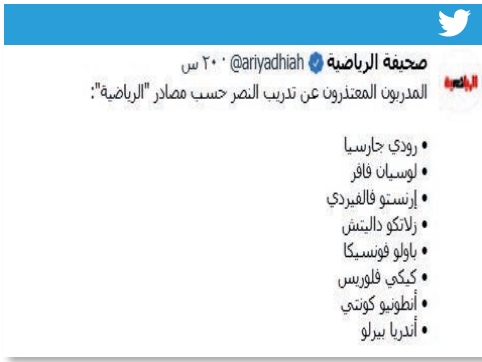 صحيفة الرياضية @ariyadhiah · ٢٠ س
المدربون المعتذرون عن تدريب النصر حسب مصادر "الرياضية":
• رودي جارسيا
• لوسيان فافر
• إرنستو فالفيردي
• زلاتكو داليتش
• باولو فونسيكا
• كيكي فلوريس
• أنطونيو كونتي
• أندريا بيرلو
الرياضية